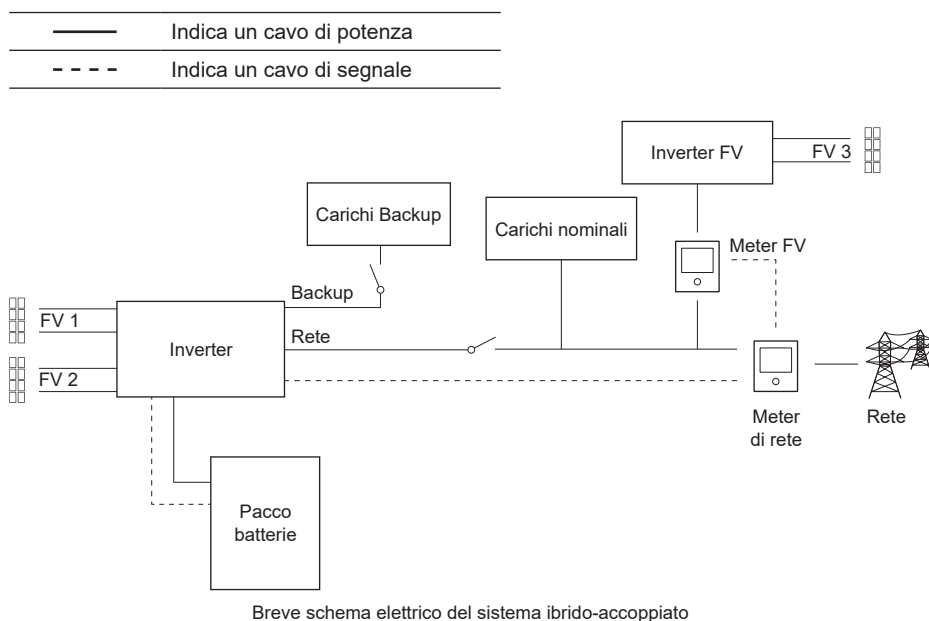 Indica un cavo di potenza
Indica un cavo di segnale
Inverter FV
FV 3
Carichi Backup
Carichi nominali
Meter FV
Backup
FV 1
Rete
Inverter
FV 2
Meter
di rete
Rete
Pacco
batterie
Breve schema elettrico del sistema ibrido-accoppiato